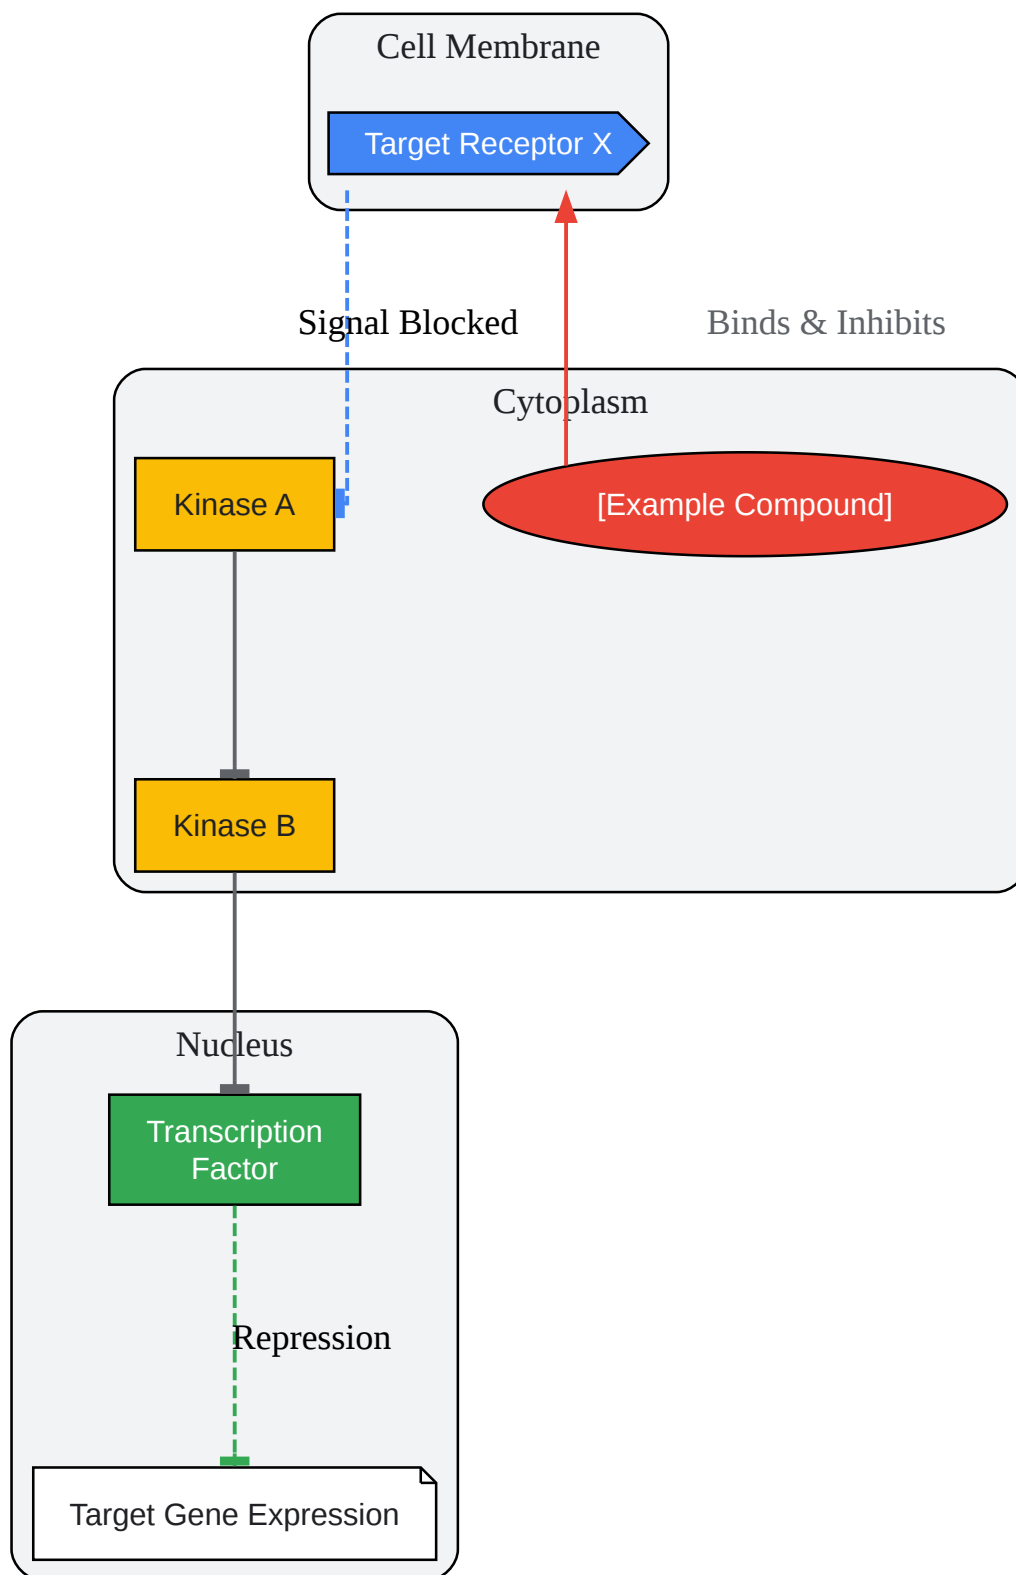 Cell Membrane
Target Receptor X
Signal Blocked
Binds & Inhibits
Cytoplasm
Kinase A
[Example Compound]
Kinase B
Nucleus
Transcription
Factor
Repression
Target Gene Expression